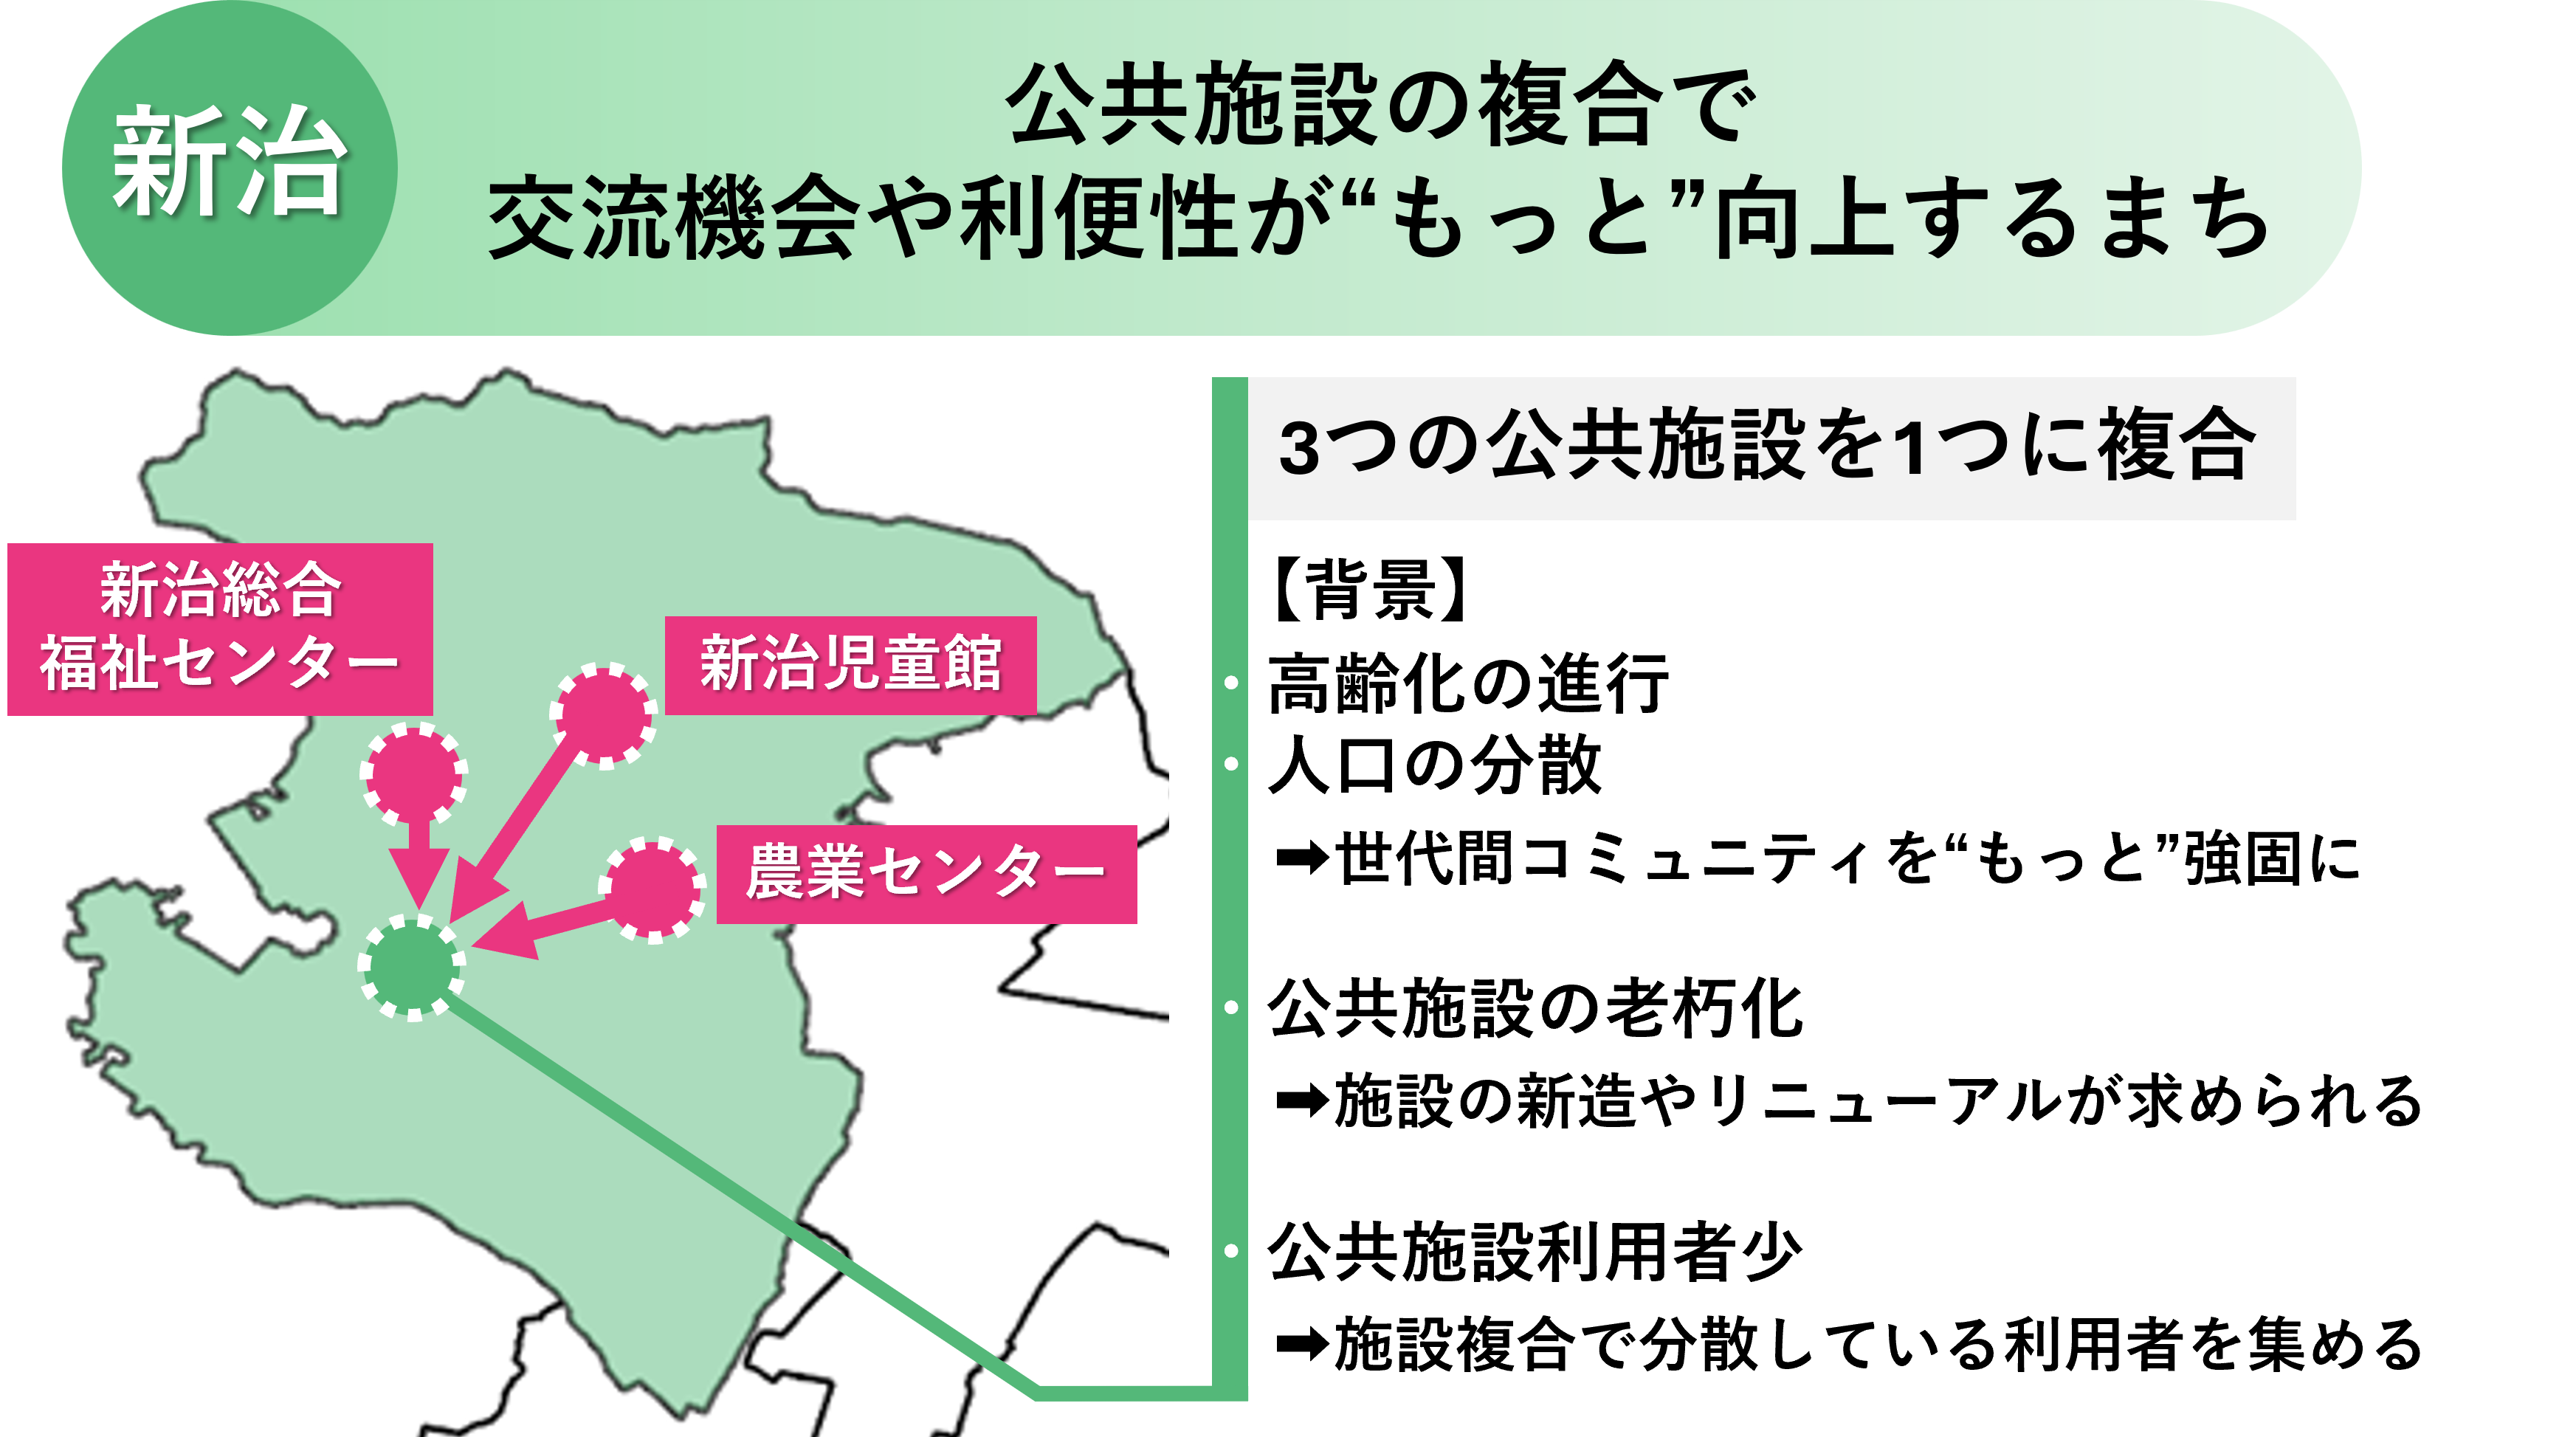 新治
公共施設の複合で
交流機会や利便性が“もっと”向上するまち
新治総合
福祉センター
新治児童館
農業センター
3つの公共施設を1つに複合
【背景】
• 高齢化の進行
• 人口の分散
➡世代間コミュニティを“もっと”強固に
• 公共施設の老朽化
➡施設の新造やリニューアルが求められる
• 公共施設利用者少
➡施設複合で分散している利用者を集める